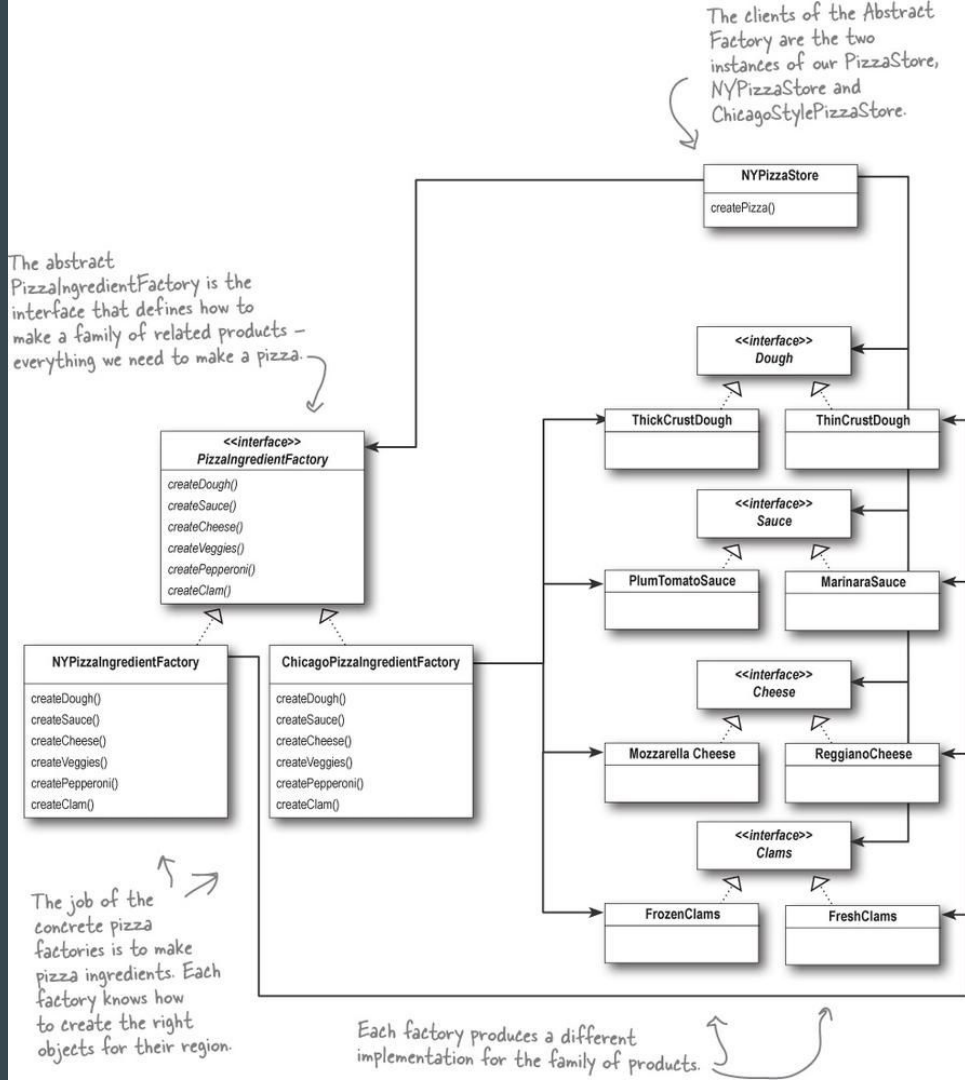 The clients of the Abstract
Factory are the two
instances of our PizzaStore,
NYPizzaStore and
ChicagoStylePizzaStore.
NYPizzaStore
createPizza()
The abstract
PizzaIngredientFactory is the
interface that defines how to
make a family of related products –
everything we need to make a pizza.
<<interface>>
Dough
ThickCrustDough
ThinCrustDough
<<interface>>
PizzaIngredientFactory
createDough()
createSauce()
createCheese()
createVeggies()
createPepperoni()
createClam()
<<interface>>
Sauce
PlumTomatoSauce
MarinaraSauce
NYPizzaIngredientFactory
createDough()
createSauce()
createCheese()
createVeggies()
createPepperoni()
createClam()
ChicagoPizzaIngredientFactory
createDough()
createSauce()
createCheese()
createVeggies()
createPepperoni()
createClam()
<<interface>>
Cheese
Mozzarella Cheese
ReggianoCheese
<<interface>>
Clams
FrozenClams
FreshClams
The job of the
concrete pizza
factories is to make
pizza ingredients. Each
factory knows how
to create the right
objects for their region.
Each factory produces a different
implementation for the family of products.